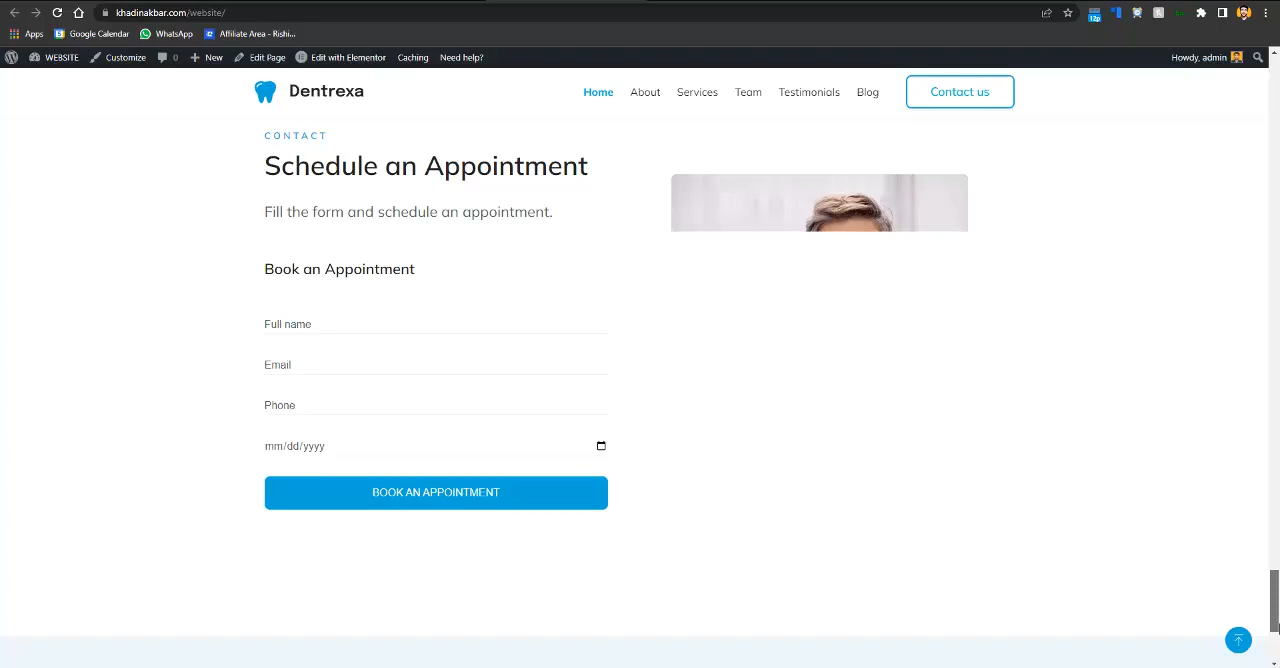 khadinakbar.com/website/
12p
Apps Google Calendar WhatsApp Affiliate Area - Rishi...
WEBSITE Customize 0 New Edit Page Edit with Elementor Caching Need help? Howdy, admin
Dentrexa Home About Services Team Testimonials Blog Contact us
CONTACT
Schedule an Appointment
Fill the form and schedule an appointment.
Book an Appointment
Full name
Email
Phone
mm/dd/yyyy
BOOK AN APPOINTMENT